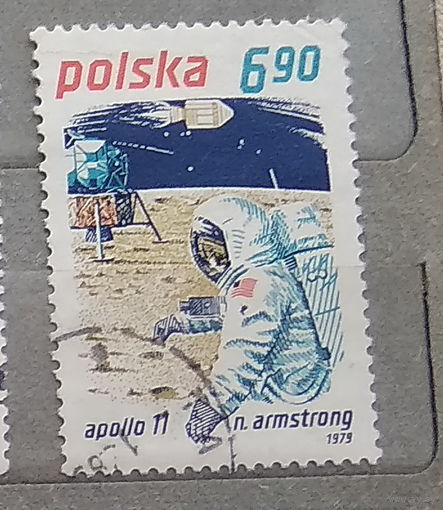 polska 6.90
apollo 11 n. armstrong
1979